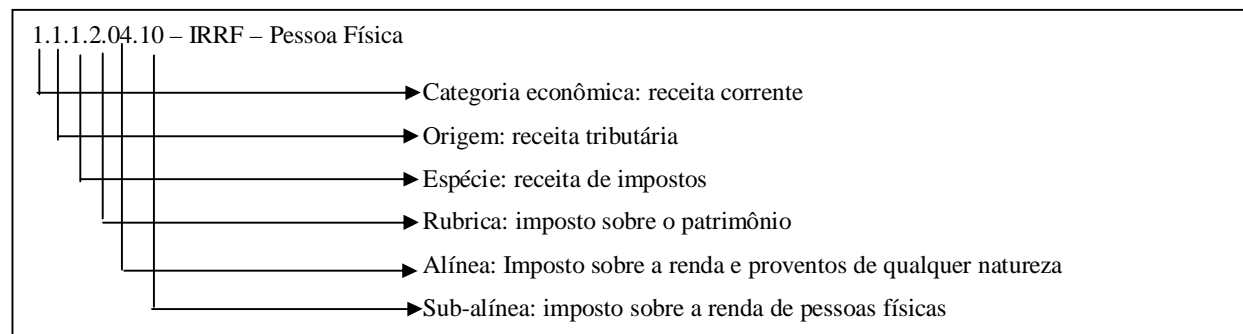 1.1.1.2.04.10 – IRRF – Pessoa Física
Categoria econômica: receita corrente
Origem: receita tributária
Espécie: receita de impostos
Rubrica: imposto sobre o patrimônio
Alínea: Imposto sobre a renda e proventos de qualquer natureza
Sub-alínea: imposto sobre a renda de pessoas físicas